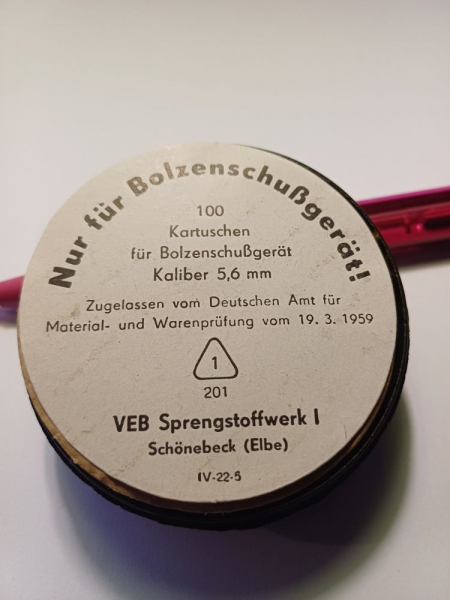 Nur für Bolzenschußgerät!
100
Kartuschen
für Bolzenschußgerät
Kaliber 5,6 mm
Zugelassen vom Deutschen Amt für
Material- und Warenprüfung vom 19. 3. 1959
1
201
VEB Sprengstoffwerk I
Schönebeck (Elbe)
IV-22-5